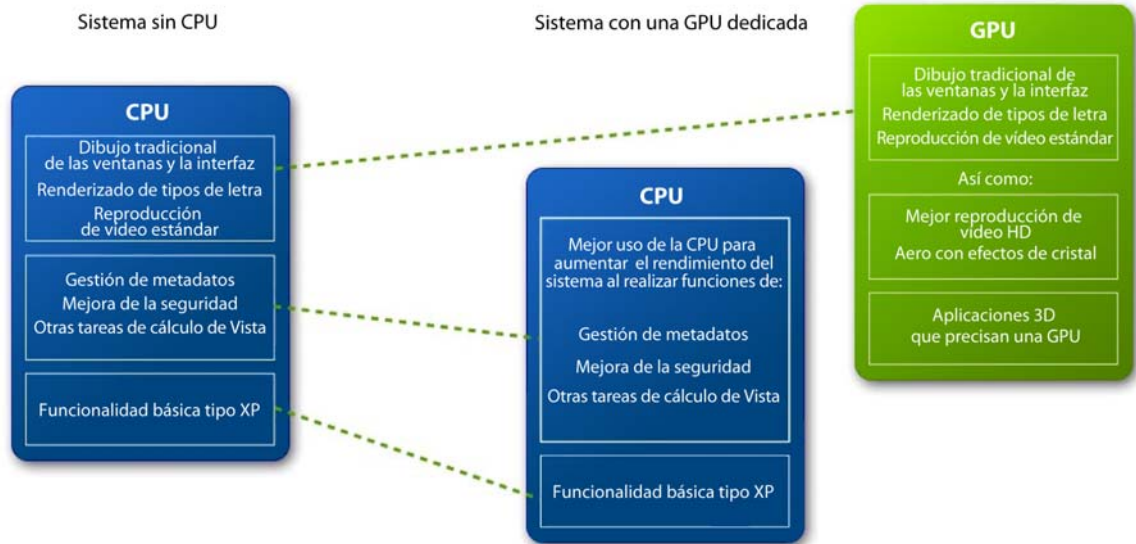 Sistema sin CPU
CPU
Dibujo tradicional
de las ventanas y la interfaz
Renderizado de tipos de letra
Reproducción
de vídeo estándar
Gestión de metadatos
Mejora de la seguridad
Otras tareas de cálculo de Vista
Funcionalidad básica tipo XP
Sistema con una GPU dedicada
CPU
Mejor uso de la CPU para
aumentar el rendimiento del
sistema al realizar funciones de:
Gestión de metadatos
Mejora de la seguridad
Otras tareas de cálculo de Vista
Funcionalidad básica tipo XP
GPU
Dibujo tradicional de
las ventanas y la interfaz
Renderizado de tipos de letra
Reproducción de vídeo estándar
Así como:
Mejor reproducción de
vídeo HD
Aero con efectos de cristal
Aplicaciones 3D
que precisan una GPU